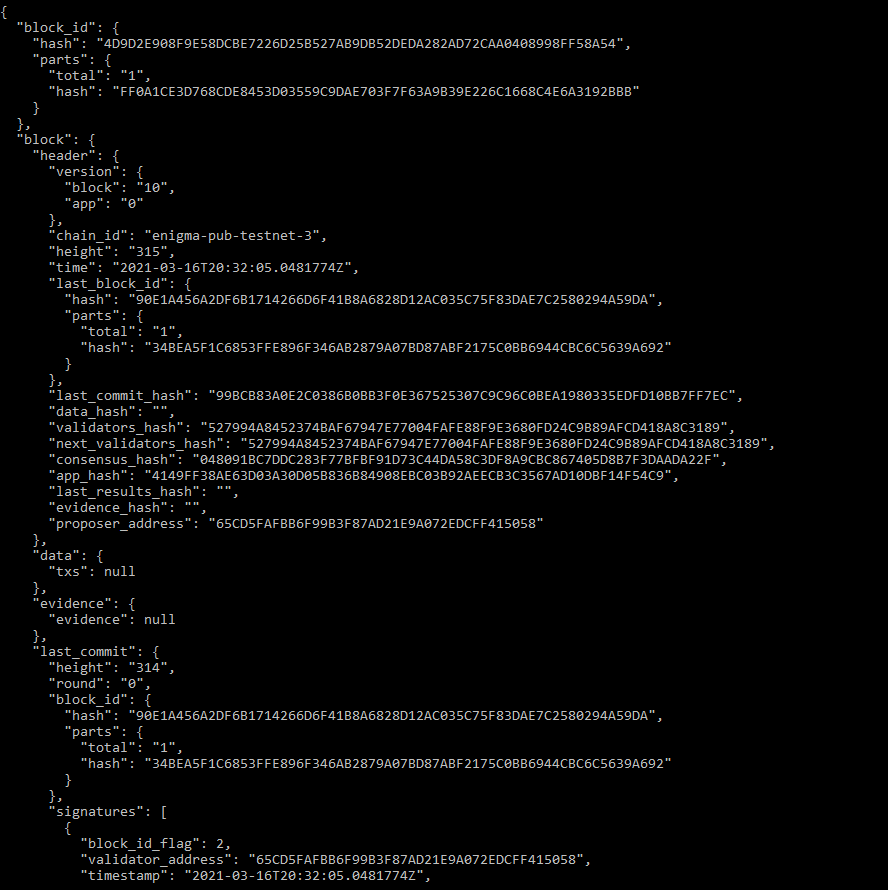 {
  "block_id": {
    "hash": "4D9D2E908F9E58DCBE7226D25B527AB9DB52DEDA282AD72CAA0408998FF58A54",
    "parts": {
      "total": "1",
      "hash": "FF0A1CE3D768CDE8453D03559C9DAE703F7F63A9B39E226C1668C4E6A3192BBB"
    }
  },
  "block": {
    "header": {
      "version": {
        "block": "10",
        "app": "0"
      },
      "chain_id": "enigma-pub-testnet-3",
      "height": "315",
      "time": "2021-03-16T20:32:05.0481774Z",
      "last_block_id": {
        "hash": "90E1A456A2DF6B1714266D6F41B8A6828D12AC035C75F83DAE7C2580294A59DA",
        "parts": {
          "total": "1",
          "hash": "34BEA5F1C6853FFE896F346AB2879A07BD87ABF2175C0BB6944CBC6C5639A692"
        }
      },
      "last_commit_hash": "99BCB83A0E2C0386B0BB3F0E367525307C9C96C0BEA1980335EDFD10BB7FF7EC",
      "data_hash": "",
      "validators_hash": "527994A8452374BAF67947E77004FAFE88F9E3680FD24C9B89AFCD418A8C3189",
      "next_validators_hash": "527994A8452374BAF67947E77004FAFE88F9E3680FD24C9B89AFCD418A8C3189",
      "consensus_hash": "048091BC7DDC283F77BFBF91D73C44DA58C3DF8A9CBC867405D8B7F3DAADA22F",
      "app_hash": "4149FF38AE63D03A30D05B836B84908EBC03B92AEECB3C3567AD10DBF14F54C9",
      "last_results_hash": "",
      "evidence_hash": "",
      "proposer_address": "65CD5FAFBB6F99B3F87AD21E9A072EDCFF415058"
    },
    "data": {
      "txs": null
    },
    "evidence": {
      "evidence": null
    },
    "last_commit": {
      "height": "314",
      "round": "0",
      "block_id": {
        "hash": "90E1A456A2DF6B1714266D6F41B8A6828D12AC035C75F83DAE7C2580294A59DA",
        "parts": {
          "total": "1",
          "hash": "34BEA5F1C6853FFE896F346AB2879A07BD87ABF2175C0BB6944CBC6C5639A692"
        }
      },
      "signatures": [
        {
          "block_id_flag": 2,
          "validator_address": "65CD5FAFBB6F99B3F87AD21E9A072EDCFF415058",
          "timestamp": "2021-03-16T20:32:05.0481774Z",